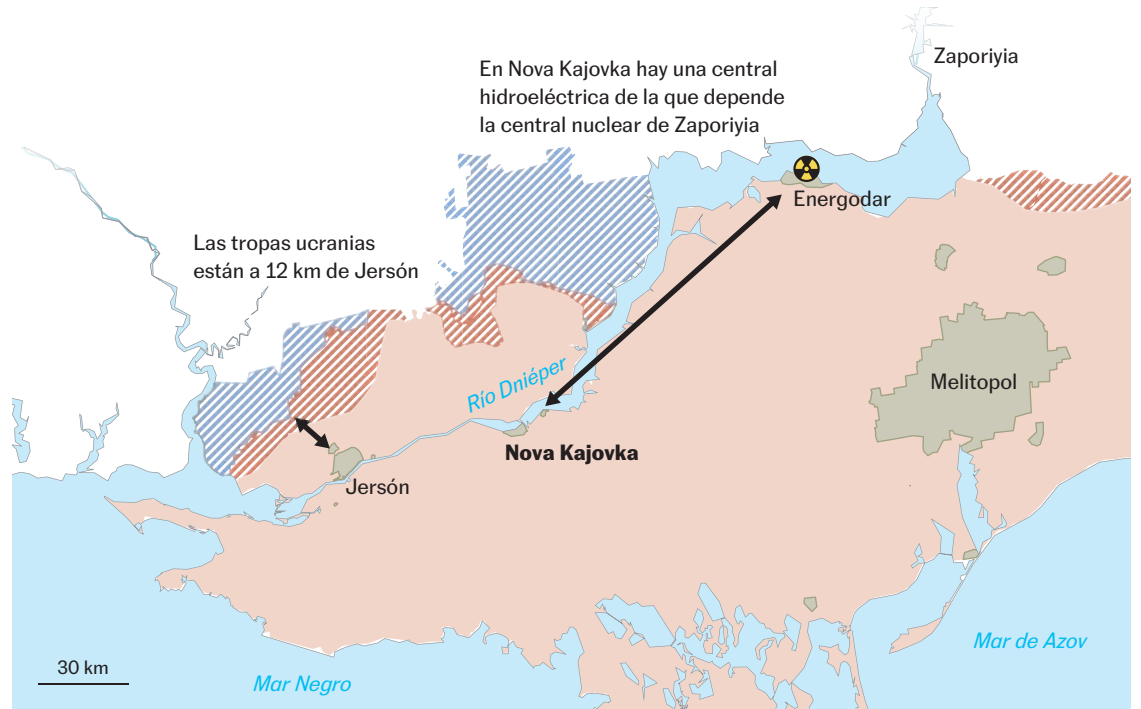 Zaporiyia
En Nova Kajovka hay una central
hidroeléctrica de la que depende
la central nuclear de Zaporiyia
Energodar
Las tropas ucranias
están a 12 km de Jersón
Río Dniéper
Melitopol
Nova Kajovka
Jersón
Mar de Azov
30 km
Mar Negro